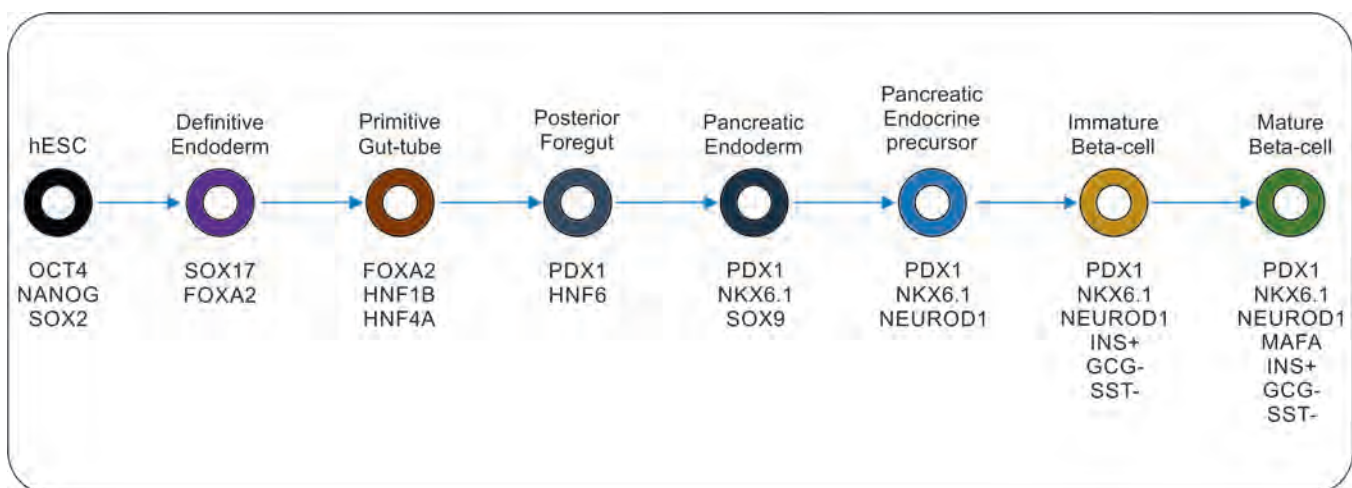 hESC
Definitive
Endoderm
Primitive
Gut-tube
Posterior
Foregut
Pancreatic
Endoderm
Pancreatic
Endocrine
precursor
Immature
Beta-cell
Mature
Beta-cell
OCT4
NANOG
SOX2
SOX17
FOXA2
FOXA2
HNF1B
HNF4A
PDX1
HNF6
PDX1
NKX6.1
SOX9
PDX1
NKX6.1
NEUROD1
PDX1
NKX6.1
NEUROD1
INS+
GCG-
SST-
PDX1
NKX6.1
NEUROD1
MAFA
INS+
GCG-
SST-